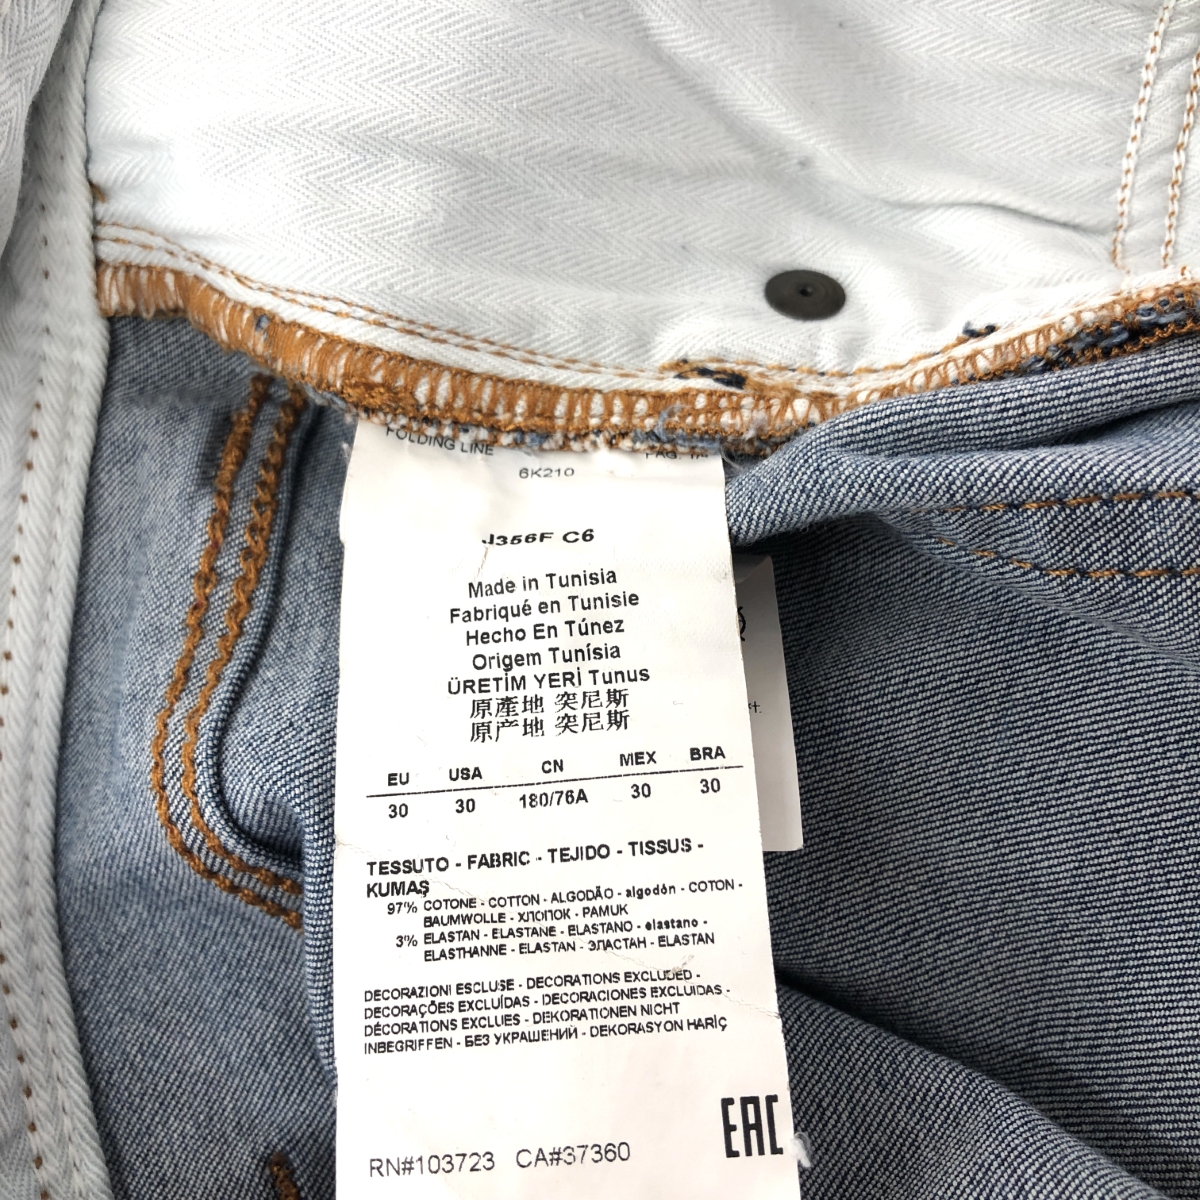 FOLDING LINE
6K210
J356F C6
Made in Tunisia
Fabriqué en Tunisie
Hecho En Túnez
Origem Tunísia
ÜRETİM YERİ Tunus
原產地 突尼斯
原产地 突尼斯
EU USA CN MEX BRA
30 30 180/76A 30 30
TESSUTO - FABRIC - TEJIDO - TISSUS -
KUMAŞ
97% COTONE - COTTON - ALGODÃO - algodón - COTON -
BAUMWOLLE - ХЛОПОК - PAMUK
3% ELASTAN - ELASTANE - ELASTANO - elastano -
ELASTHANNE - ELASTAN - ЭЛАСТАН - ELASTAN
DECORAZIONI ESCLUSE - DECORATIONS EXCLUDED -
DECORAÇÕES EXCLUÍDAS - DECORACIONES EXCLUIDAS -
DÉCORATIONS EXCLUES - DEKORATIONEN NICHT
INBEGRIFFEN - БЕЗ УКРАШЕНИЙ - DEKORASYON HARİÇ
EAC
RN#103723 CA#37360